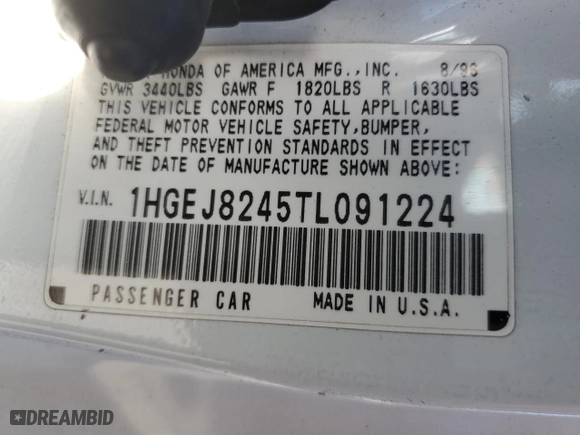 HONDA OF AMERICA MFG.,INC. 8/96
GVWR 3440LBS GAWR F 1820LBS R 1630LBS
THIS VEHICLE CONFORMS TO ALL APPLICABLE
FEDERAL MOTOR VEHICLE SAFETY,BUMPER,
AND THEFT PREVENTION STANDARDS IN EFFECT
ON THE DATE OF MANUFACTURE SHOWN ABOVE:
V.I.N. 1HGEJ8245TL091224
PASSENGER CAR MADE IN U.S.A.
DREAMBID